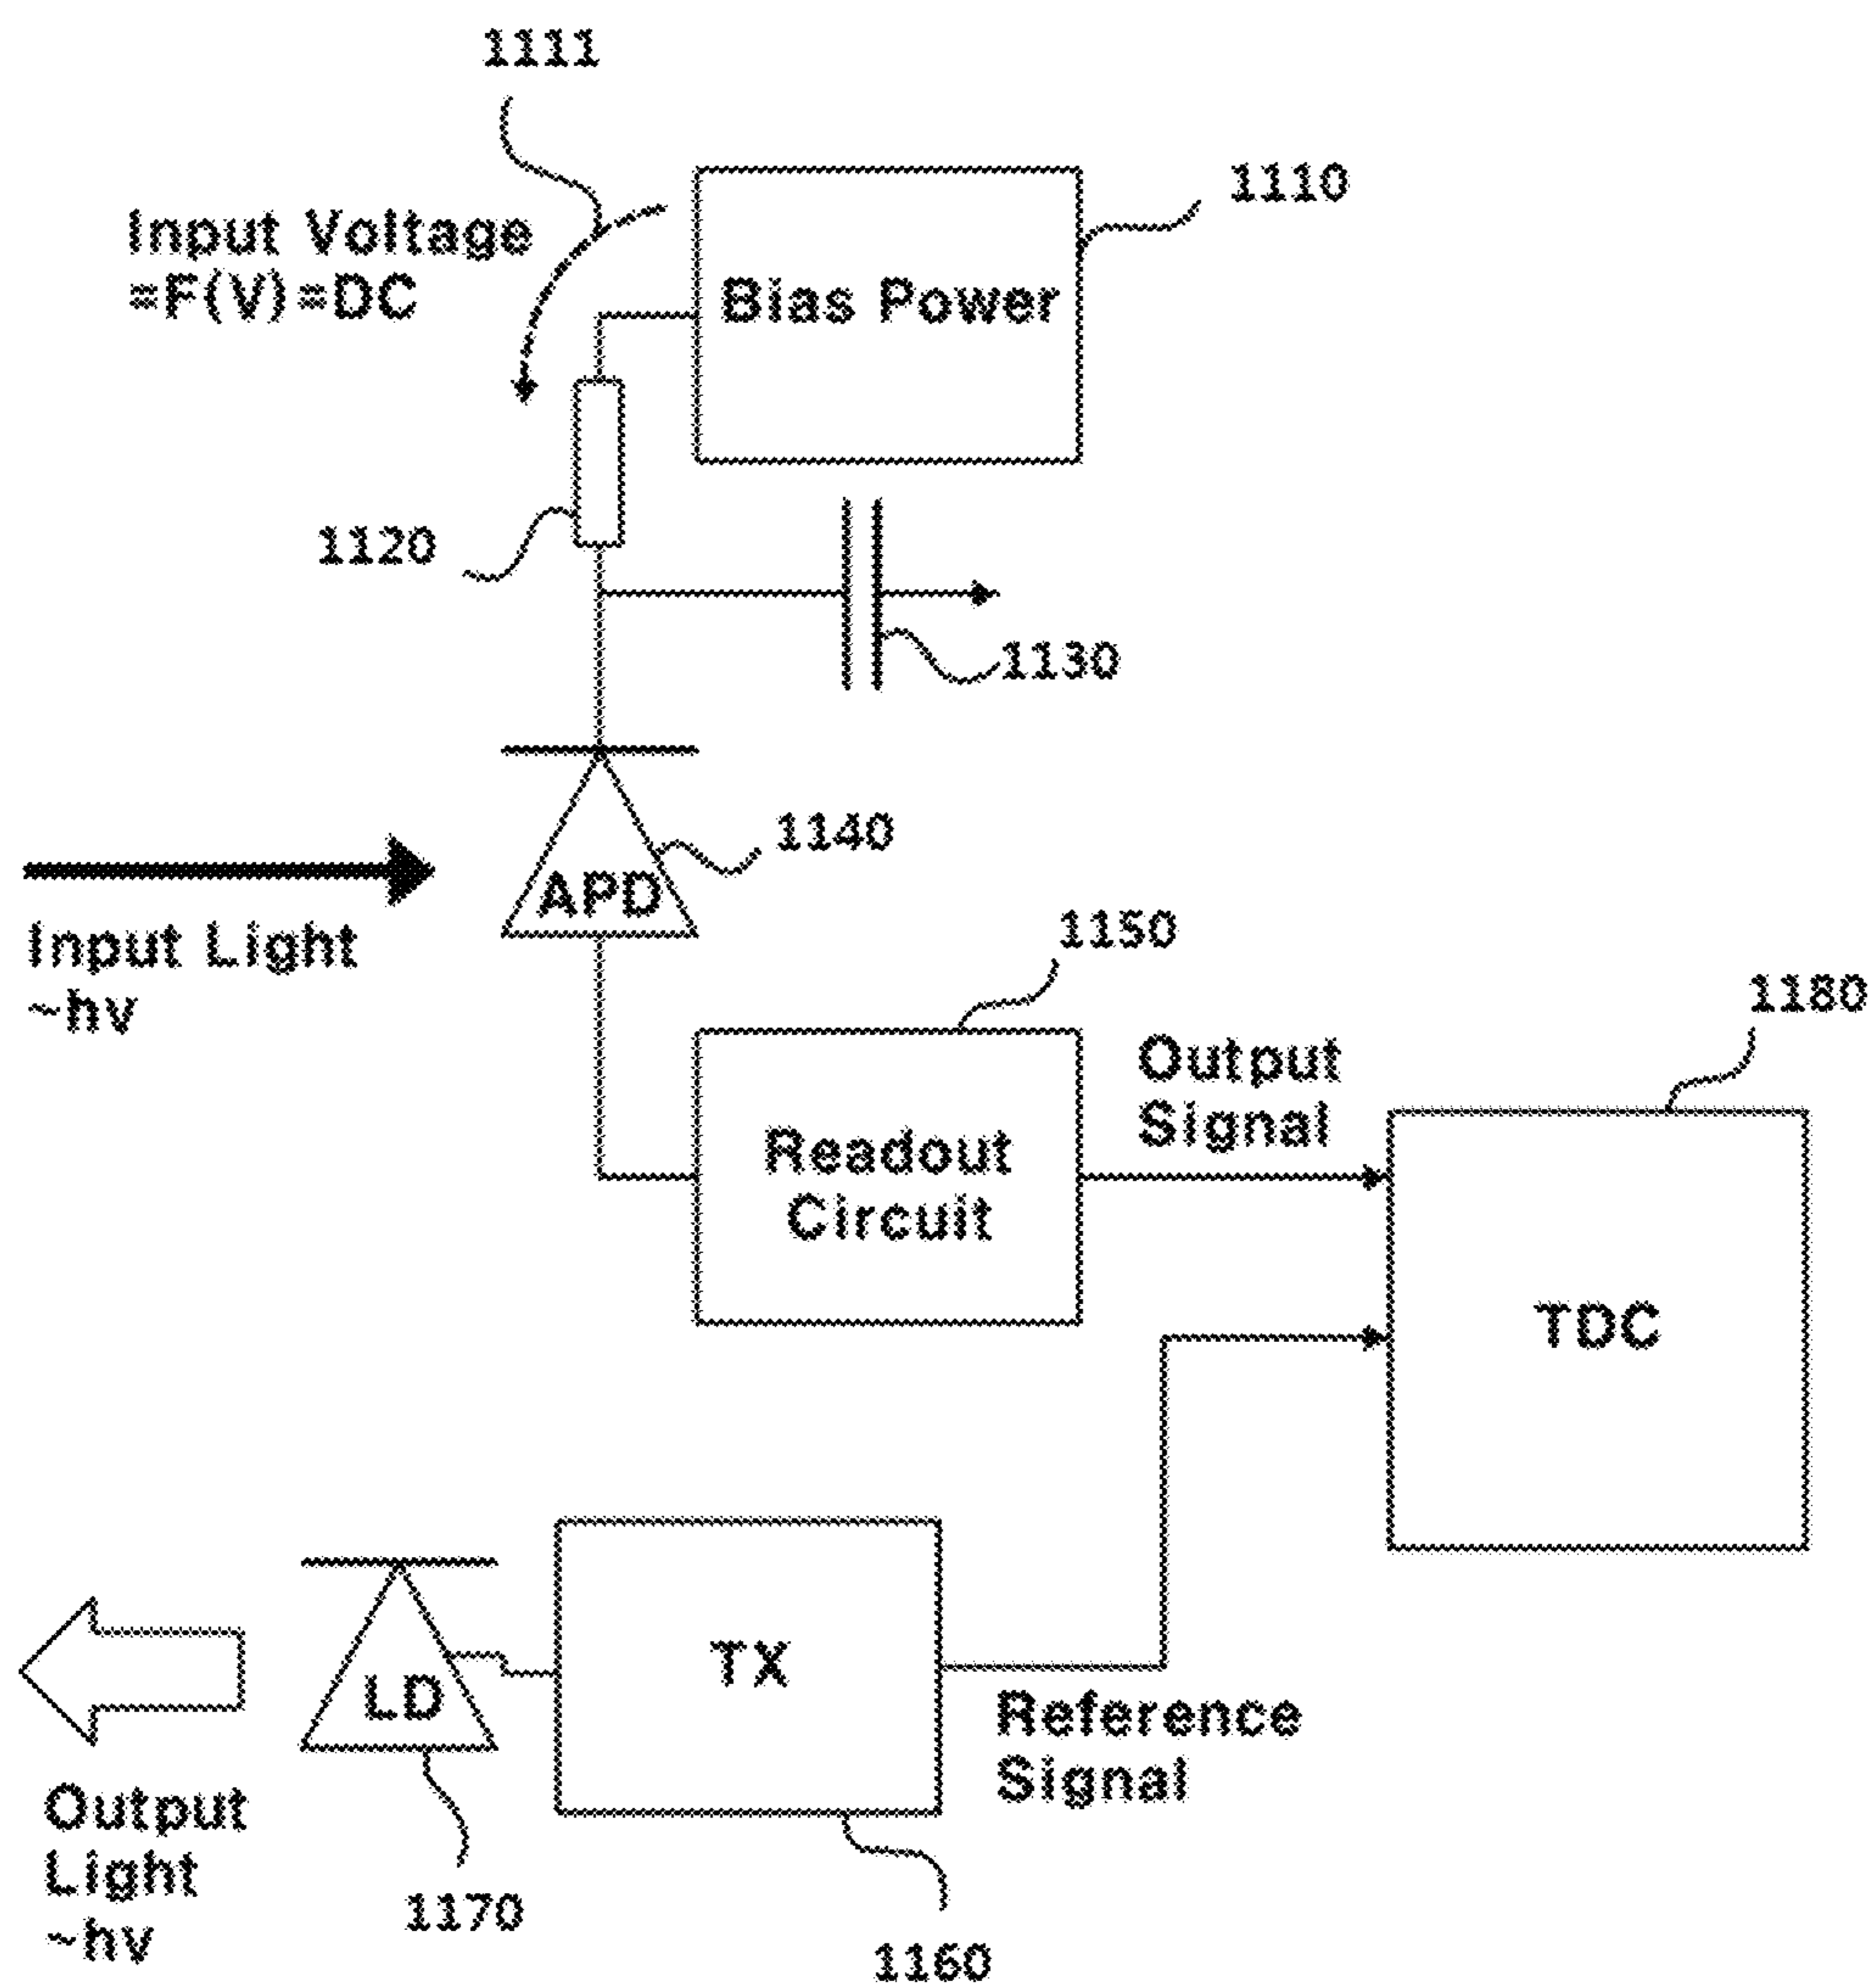 1111
1110
Input Voltage
=F(V)=DC
Bias Power
1120
1130
1140
APD
Input Light
~hv
1150
1180
Output
Signal
Readout
Circuit
TDC
TX
LD
Reference
Signal
Output
Light
~hv
1170
1160